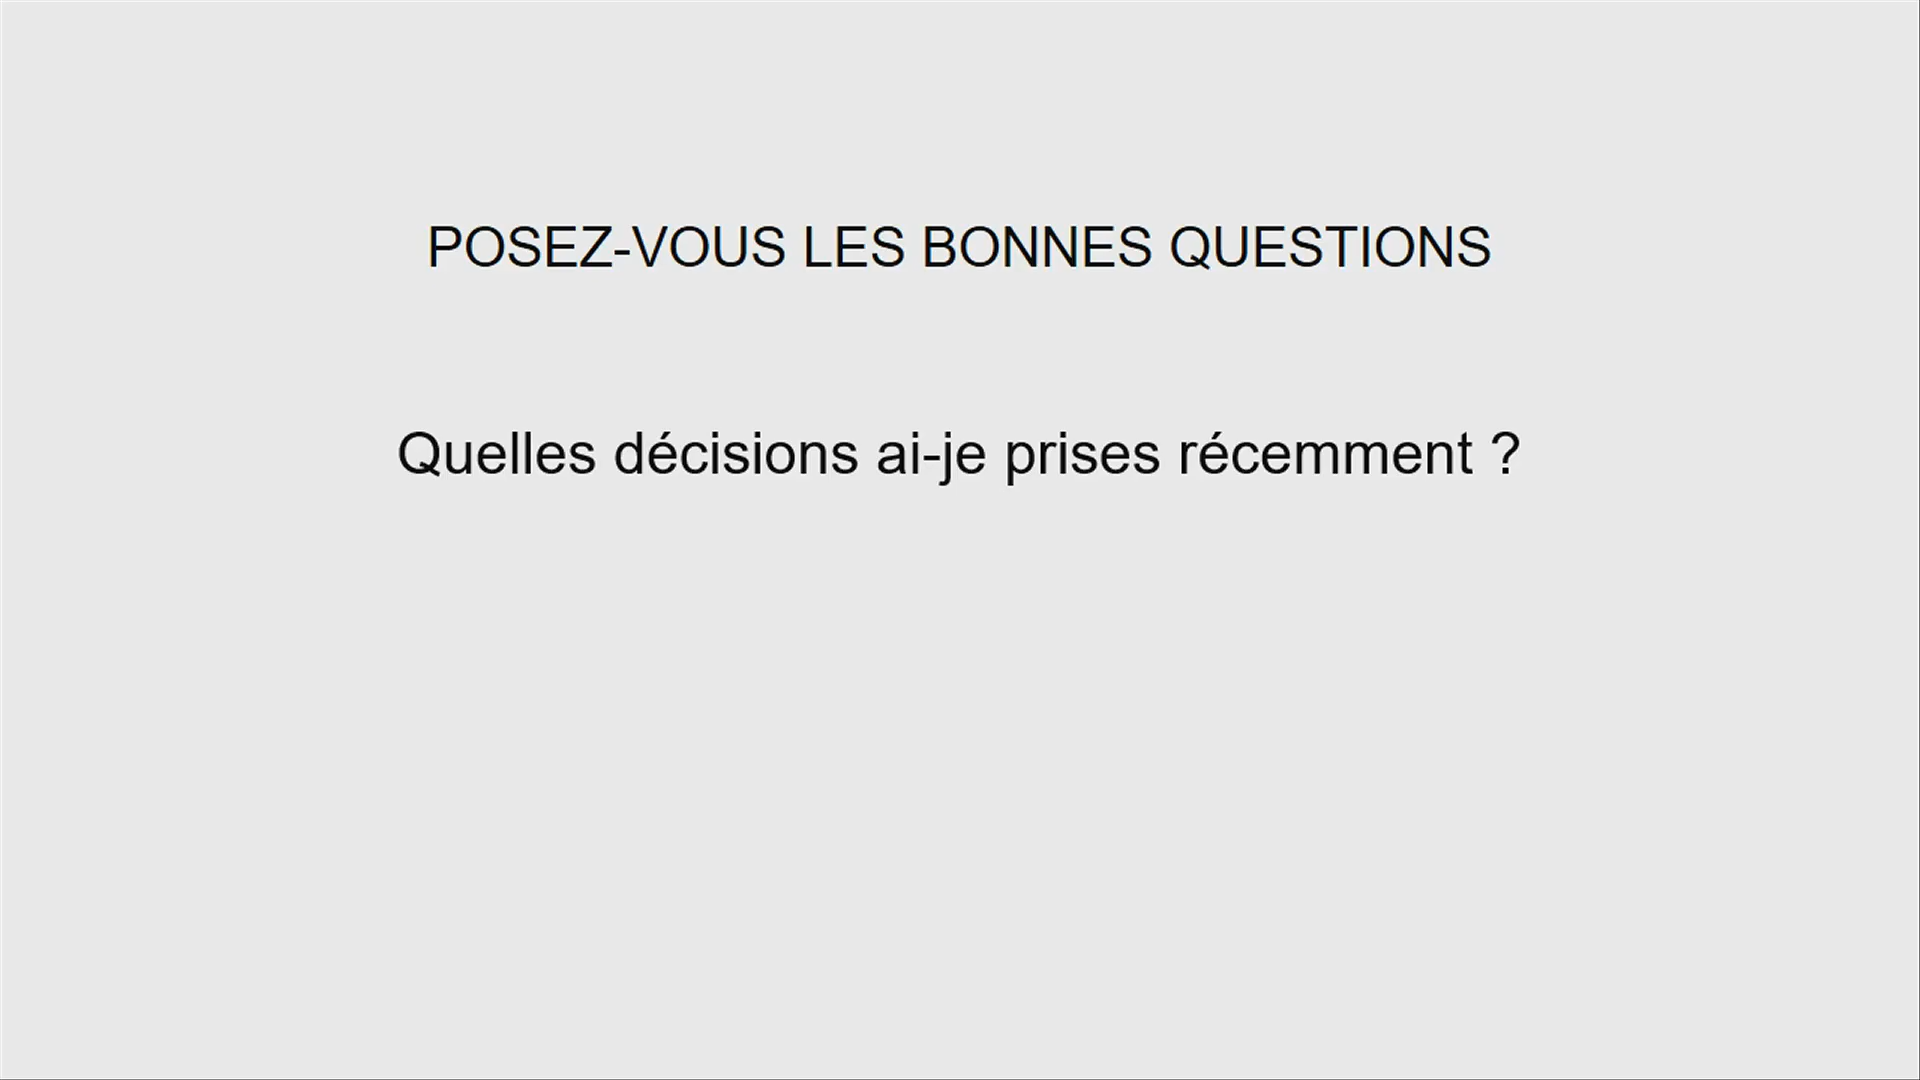 POSEZ-VOUS LES BONNES QUESTIONS
Quelles décisions ai-je prises récemment ?